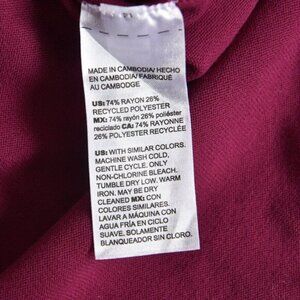 MADE IN CAMBODIA/ HECHO
EN CAMBODIA/ FABRIQUÉ
AU CAMBODGE
US: 74% RAYON 26%
RECYCLED POLYESTER
MX: 74% rayón 26% poliéster
reciclado CA: 74% RAYONNE
26% POLYESTER RECYCLÉE
US: WITH SIMILAR COLORS.
MACHINE WASH COLD,
GENTLE CYCLE. ONLY
NON-CHLORINE BLEACH.
TUMBLE DRY LOW. WARM
IRON. MAY BE DRY
CLEANED MX: CON
COLORES SIMILARES.
LAVAR A MÁQUINA CON
AGUA FRÍA EN CICLO
SUAVE. SOLAMENTE
BLANQUEADOR SIN CLORO.